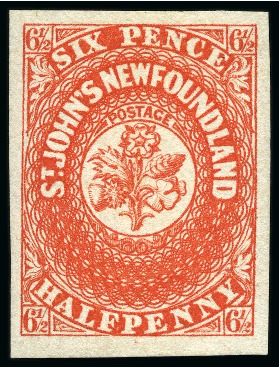 6½ SIX PENCE 6½
ST. JOHN'S NEWFOUNDLAND
POSTAGE
6½ HALFPENNY 6½